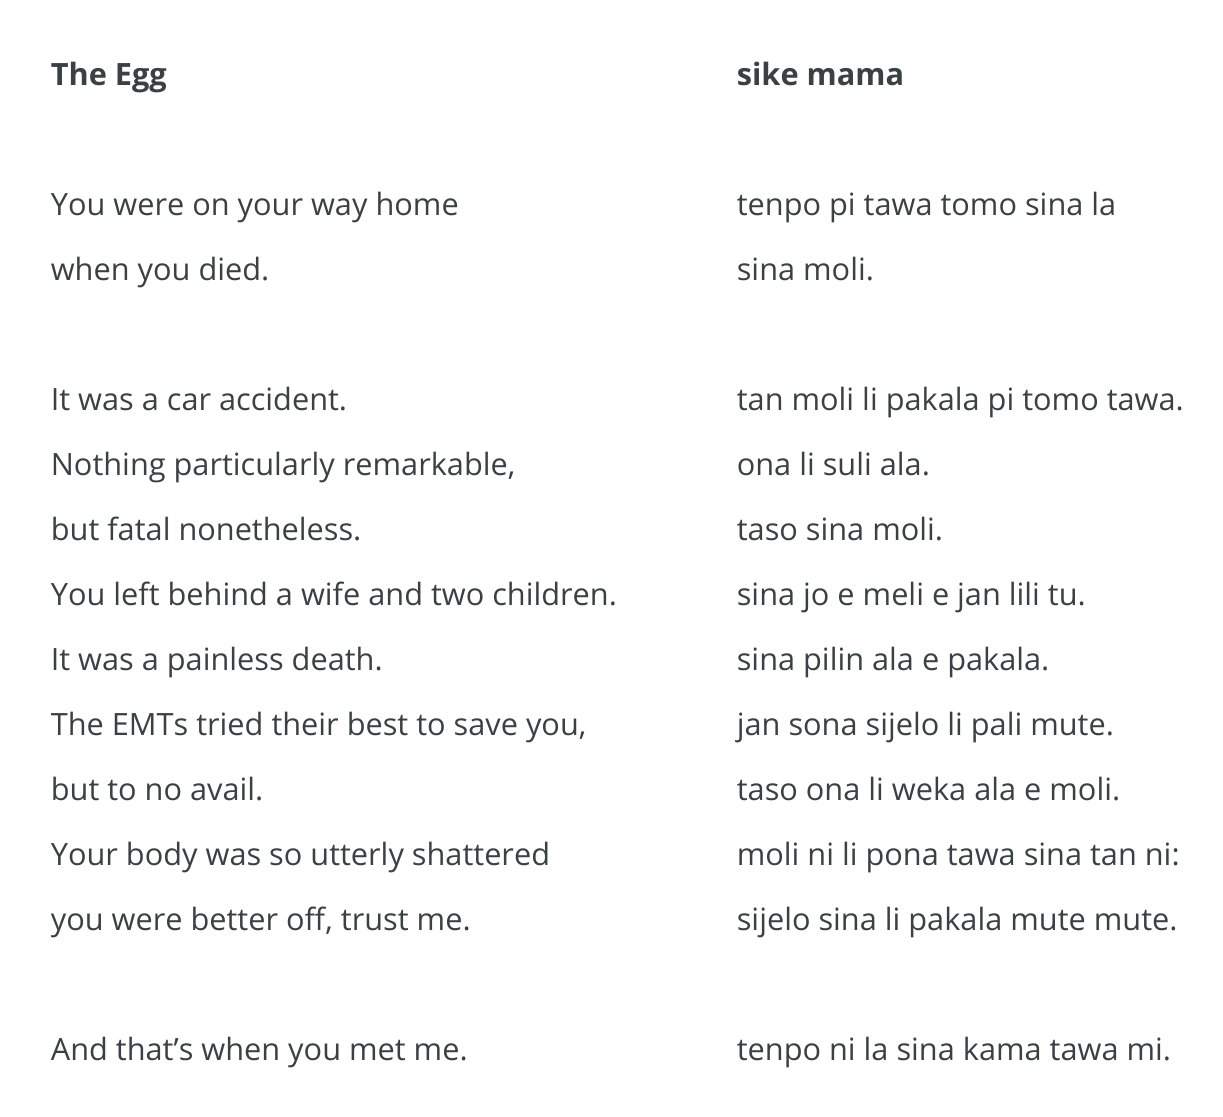 The Egg
sike mama
You were on your way home
tenpo pi tawa tomo sina la
when you died.
sina moli.
It was a car accident.
tan moli li pakala pi tomo tawa.
Nothing particularly remarkable,
ona li suli ala.
but fatal nonetheless.
taso sina moli.
You left behind a wife and two children.
sina jo e meli e jan lili tu.
It was a painless death.
sina pilin ala e pakala.
The EMTs tried their best to save you,
jan sona sijelo li pali mute.
but to no avail.
taso ona li weka ala e moli.
Your body was so utterly shattered
moli ni li pona tawa sina tan ni:
you were better off, trust me.
sijelo sina li pakala mute mute.
And that’s when you met me.
tenpo ni la sina kama tawa mi.